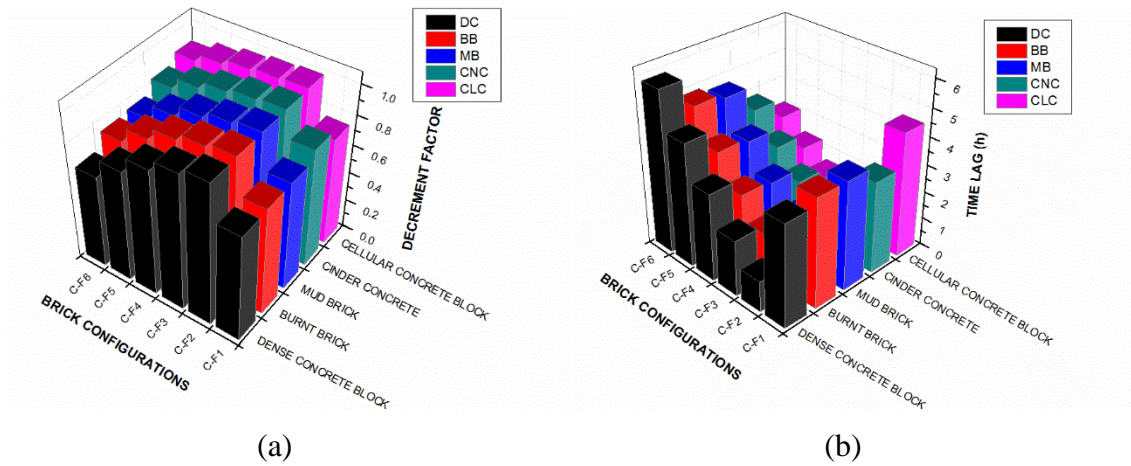 DC
BB
MB
CNC
CLC
1.0
0.8
0.6
0.4
0.2
0.0
DECREMENT FACTOR
C-F6
C-F5
C-F4
C-F3
C-F2
C-F1
BRICK CONFIGURATIONS
CELLULAR CONCRETE BLOCK
CINDER CONCRETE
MUD BRICK
BURNT BRICK
DENSE CONCRETE BLOCK
(a)
DC
BB
MB
CNC
CLC
6
5
4
3
2
1
0
TIME LAG (h)
C-F6
C-F5
C-F4
C-F3
C-F2
C-F1
BRICK CONFIGURATIONS
CELLULAR CONCRETE BLOCK
CINDER CONCRETE
MUD BRICK
BURNT BRICK
DENSE CONCRETE BLOCK
(b)